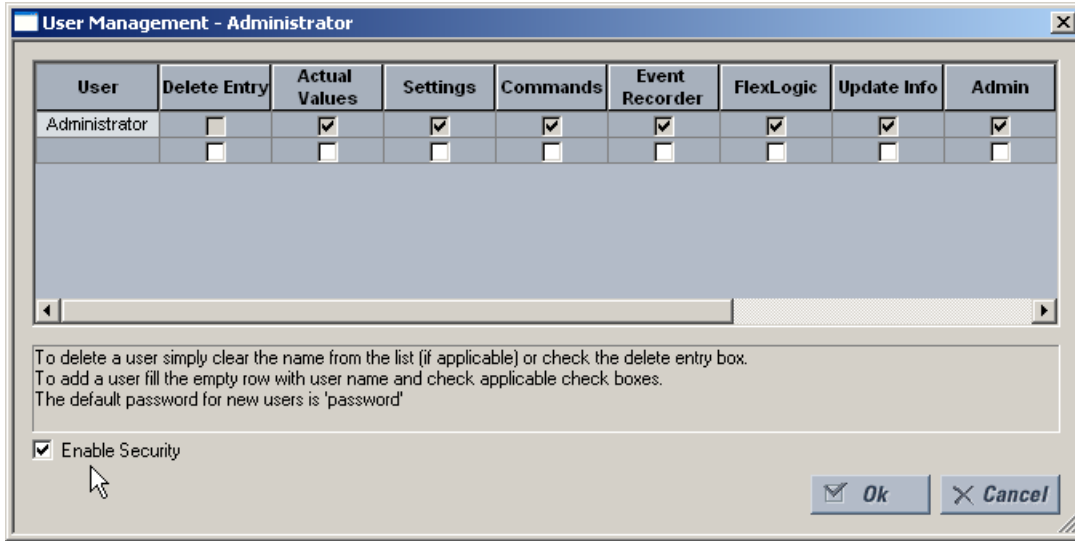 User Management - Administrator
User Delete Entry Actual Values Settings Commands Event Recorder FlexLogic Update Info Admin
Administrator
To delete a user simply clear the name from the list (if applicable) or check the delete entry box.
To add a user fill the empty row with user name and check applicable check boxes.
The default password for new users is 'password'
Enable Security
Ok Cancel